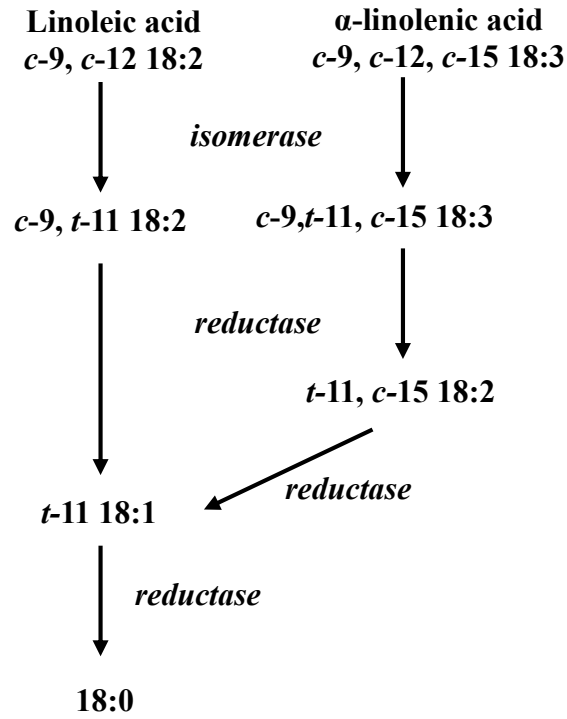 Linoleic acid
c-9, c-12 18:2
α-linolenic acid
c-9, c-12, c-15 18:3
isomerase
c-9, t-11 18:2
c-9,t-11, c-15 18:3
reductase
t-11, c-15 18:2
reductase
t-11 18:1
reductase
18:0